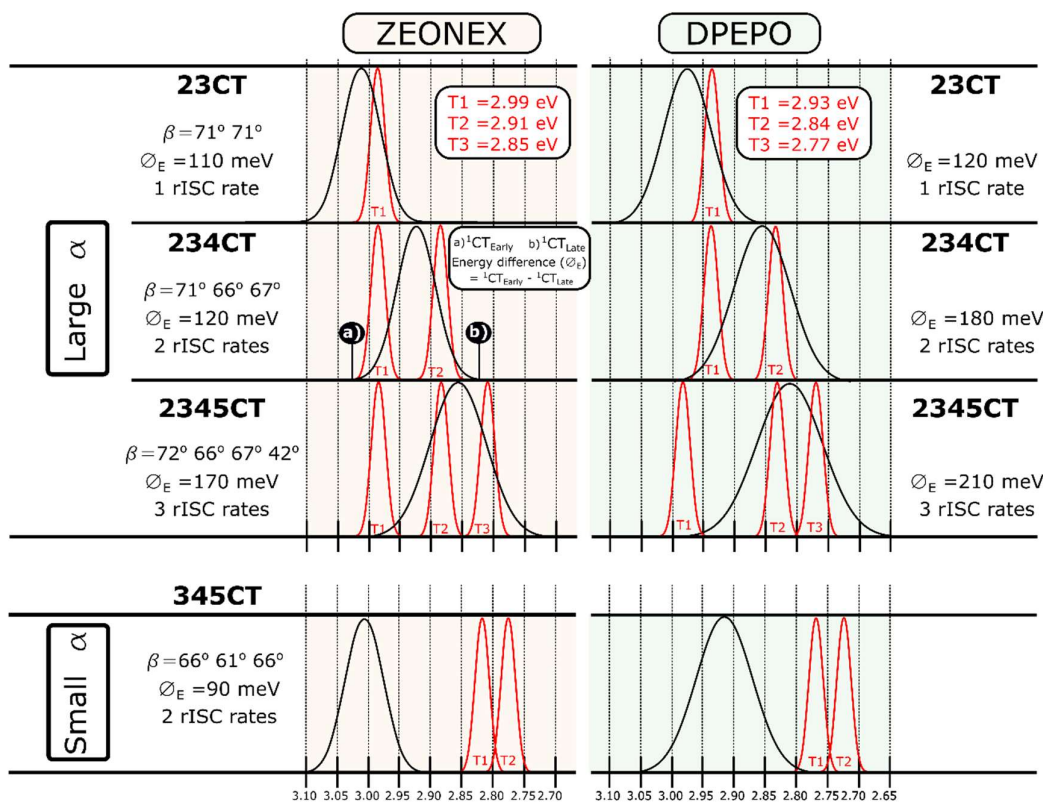 ZEONEX
DPEPO
23CT
β=71° 71°
∅E =110 meV
1 rISC rate
T1 =2.99 eV
T2 =2.91 eV
T3 =2.85 eV
T1
T1 =2.93 eV
T2 =2.84 eV
T3 =2.77 eV
T1
23CT
∅E =120 meV
1 rISC rate
Large α
234CT
β=71° 66° 67°
∅E =120 meV
2 rISC rates
a)¹CTEarly b)¹CTLate
Energy difference (∅E)
= ¹CTEarly - ¹CTLate
a)
b)
T1 T2
T1 T2
234CT
∅E =180 meV
2 rISC rates
2345CT
β=72° 66° 67° 42°
∅E =170 meV
3 rISC rates
T1 T2 T3
T1 T2 T3
2345CT
∅E =210 meV
3 rISC rates
Small α
345CT
β=66° 61° 66°
∅E =90 meV
2 rISC rates
T1 T2
T1 T2
3.10 3.05 3.00 2.95 2.90 2.85 2.80 2.75 2.70
3.10 3.05 3.00 2.95 2.90 2.85 2.80 2.75 2.70 2.65